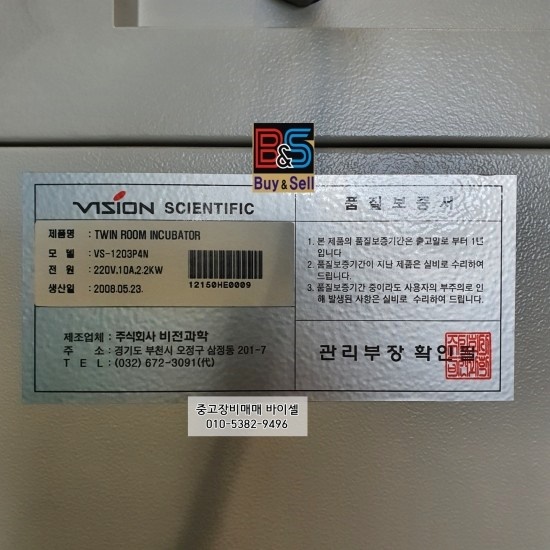 B&S
Buy & Sell
VISION SCIENTIFIC
제품명 : TWIN ROOM INCUBATOR
모 델 : VS-1203P4N
전 원 : 220V.10A.2.2KW
생산일 : 2008.05.23.
12150HE0009
제조업체 : 주식회사 비전과학
주 소 : 경기도 부천시 오정구 삼정동 201-7
T E L : (032) 672-3091(代)
품질보증서
1. 본 제품의 품질보증기간은 출고일로 부터 1년
입니다.
2. 품질보증기간이 지난 제품은 실비로 수리하여
드립니다.
3. 품질보증기간 중이라도 사용자의 부주의로 인
해 발생된 사항은 실비로 수리하여 드립니다.
관리부장 확인필
중고장비매매 바이셀
010-5382-9496